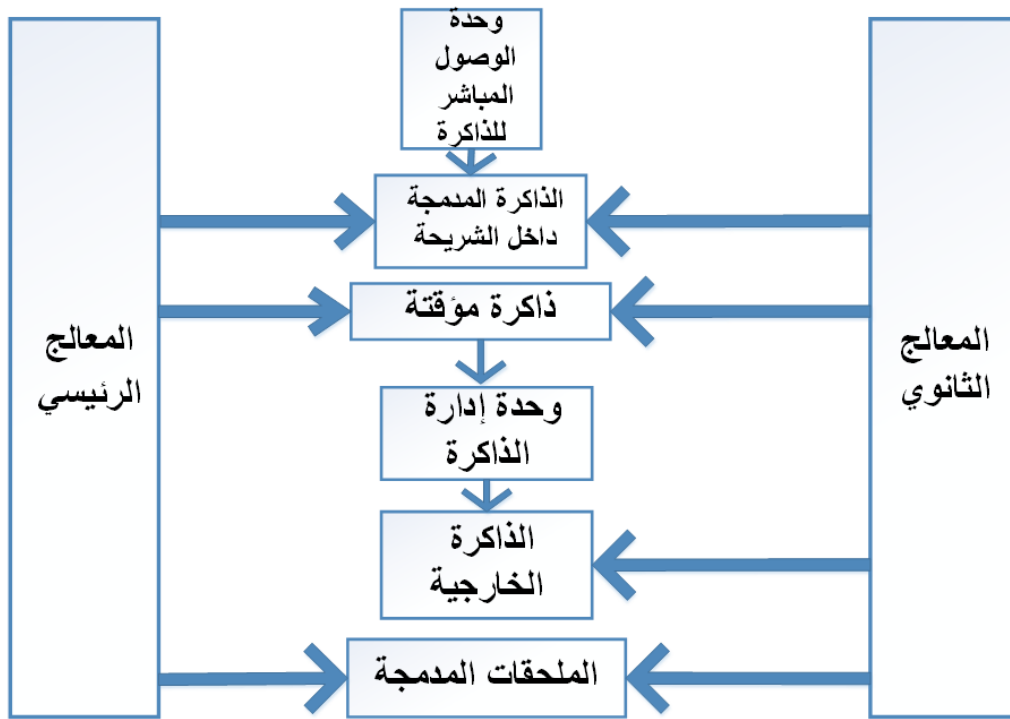 وحدة
الوصول
المباشر
للذاكرة
الذاكرة المدمجة
داخل الشريحة
ذاكرة مؤقتة
المعالج
الرئيسي
المعالج
الثانوي
وحدة إدارة
الذاكرة
الذاكرة
الخارجية
الملحقات المدمجة